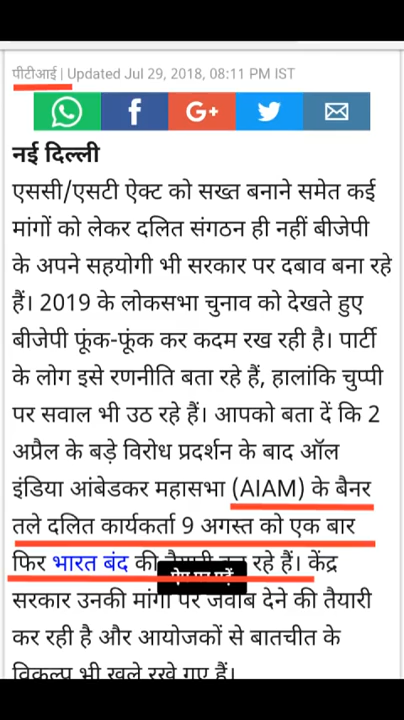 पीटीआई | Updated Jul 29, 2018, 08:11 PM IST
f G+
नई दिल्ली
एससी/एसटी ऐक्ट को सख्त बनाने समेत कई
मांगों को लेकर दलित संगठन ही नहीं बीजेपी
के अपने सहयोगी भी सरकार पर दबाव बना रहे
हैं। 2019 के लोकसभा चुनाव को देखते हुए
बीजेपी फूंक-फूंक कर कदम रख रही है। पार्टी
के लोग इसे रणनीति बता रहे हैं, हालांकि चुप्पी
पर सवाल भी उठ रहे हैं। आपको बता दें कि 2
अप्रैल के बड़े विरोध प्रदर्शन के बाद ऑल
इंडिया आंबेडकर महासभा (AIAM) के बैनर
तले दलित कार्यकर्ता 9 अगस्त को एक बार
फिर भारत बंद की रहे हैं। केंद्र
सरकार उनकी मांगों पर जवाब देने की तैयारी
कर रही है और आयोजकों से बातचीत के
विकल्प भी खुले रखे गए हैं।